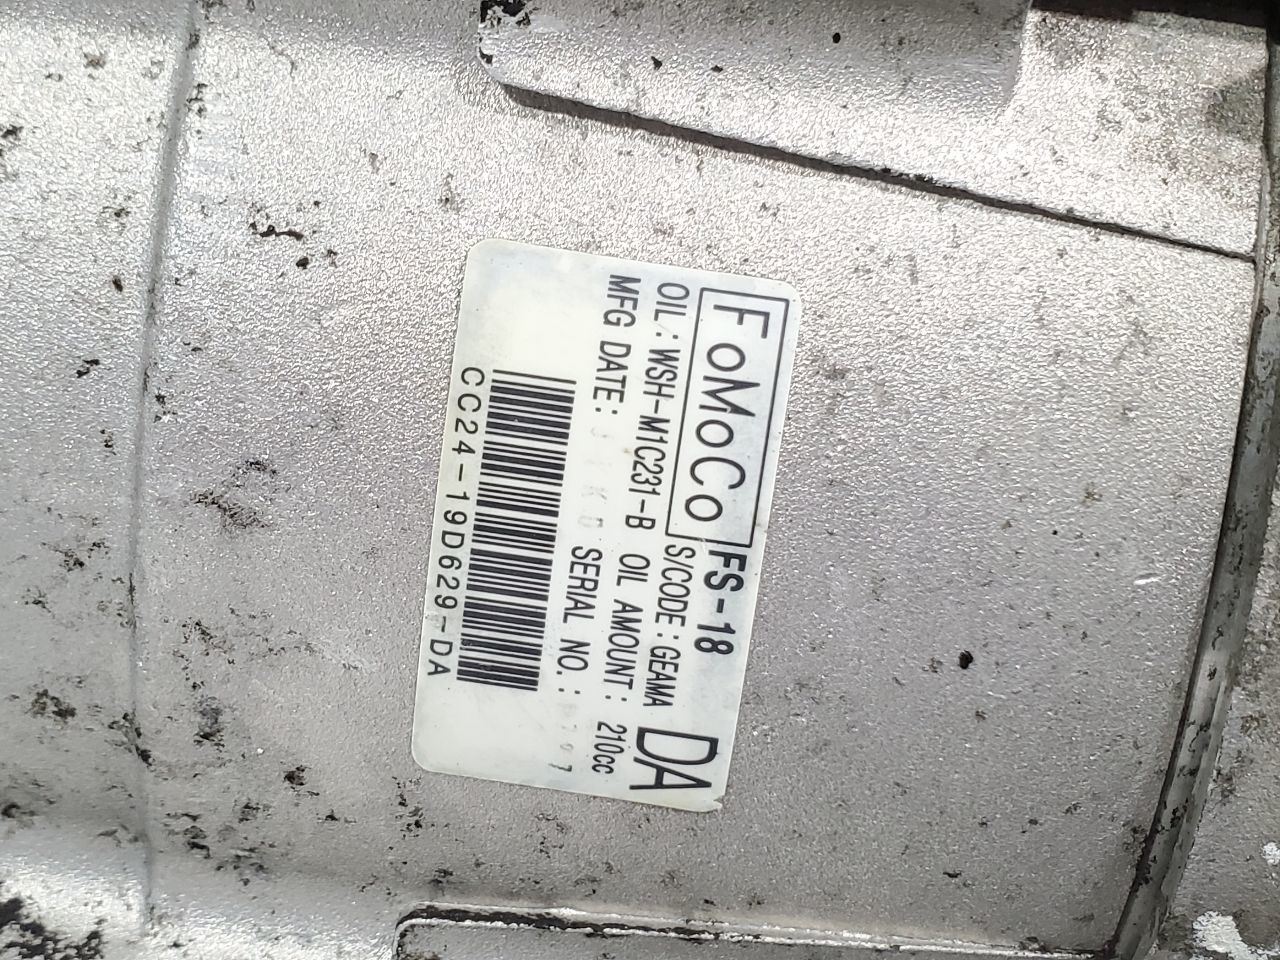 FoMoCo FS-18 DA
S/CODE : GEAMA
OIL : WSH-M1C231-B OIL AMOUNT : 210cc
MFG DATE: SERIAL NO. :
CC24-19D629-DA